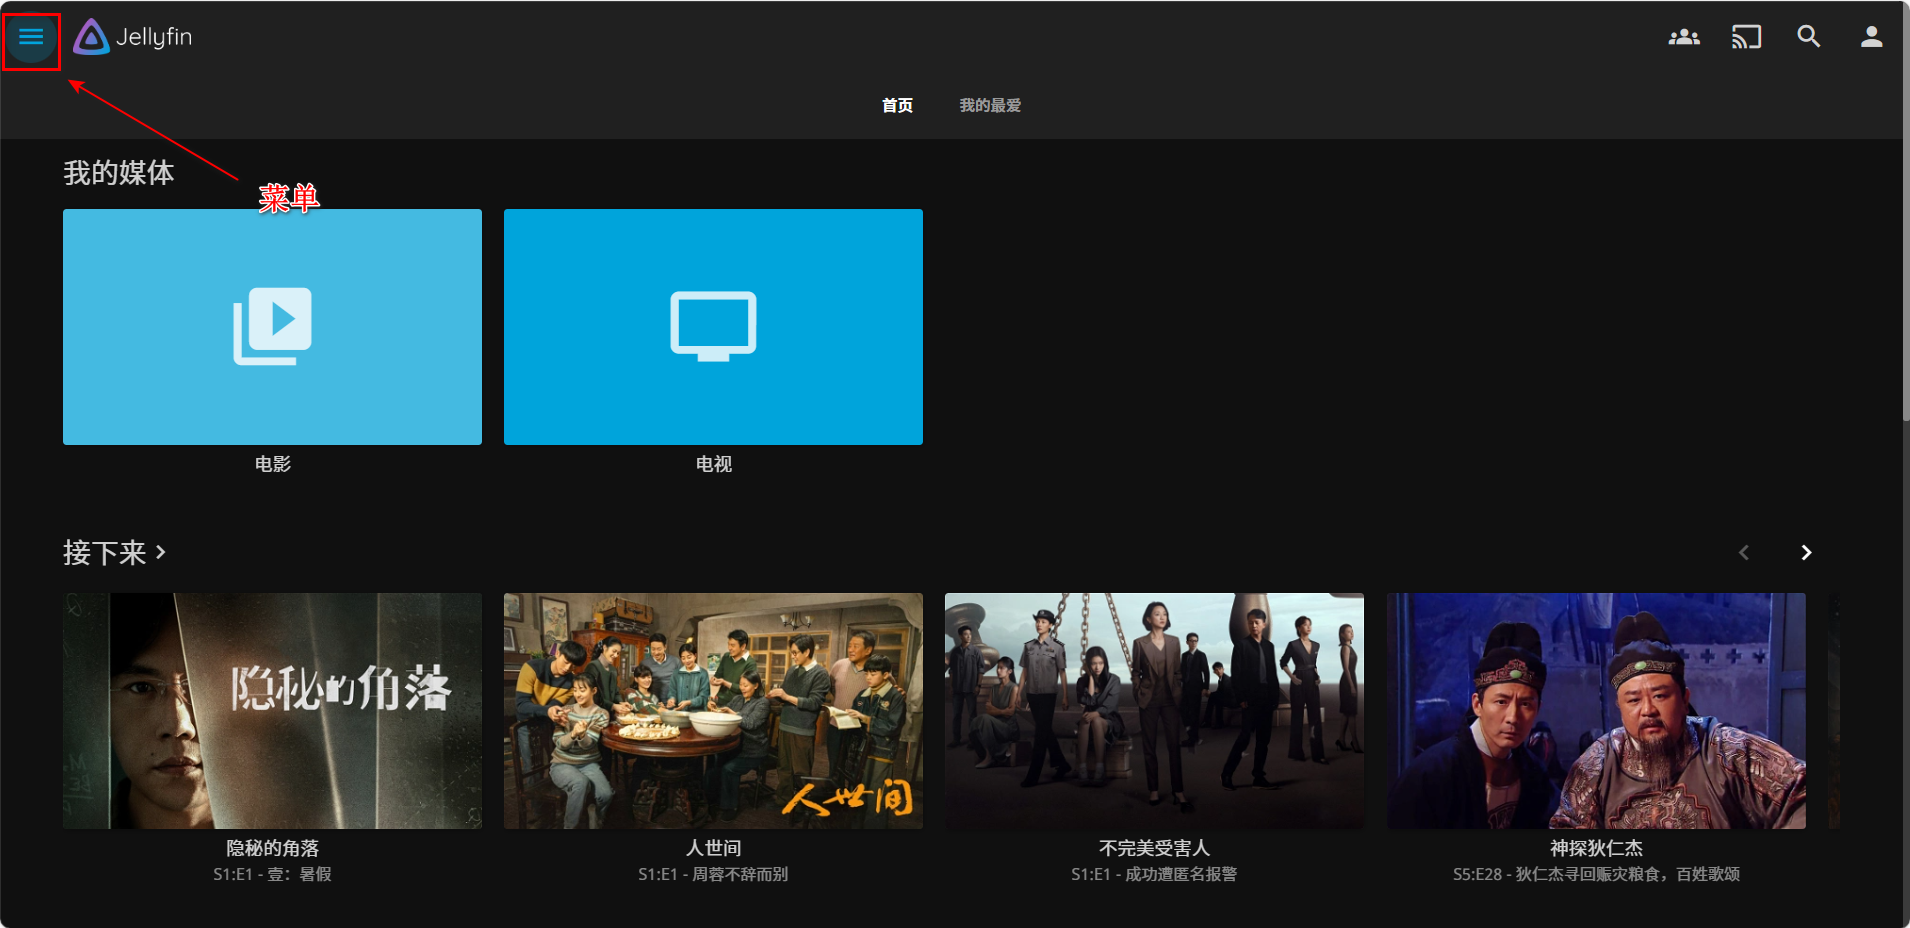 Jellyfin
首页
我的最爱
我的媒体
菜单
电影
电视
接下来
隐秘的角落
人世间
隐秘的角落
S1:E1 - 壹：暑假
人世间
S1:E1 - 周蓉不辞而别
不完美受害人
S1:E1 - 成功遭匿名报警
神探狄仁杰
S5:E28 - 狄仁杰寻回赈灾粮食，百姓歌颂